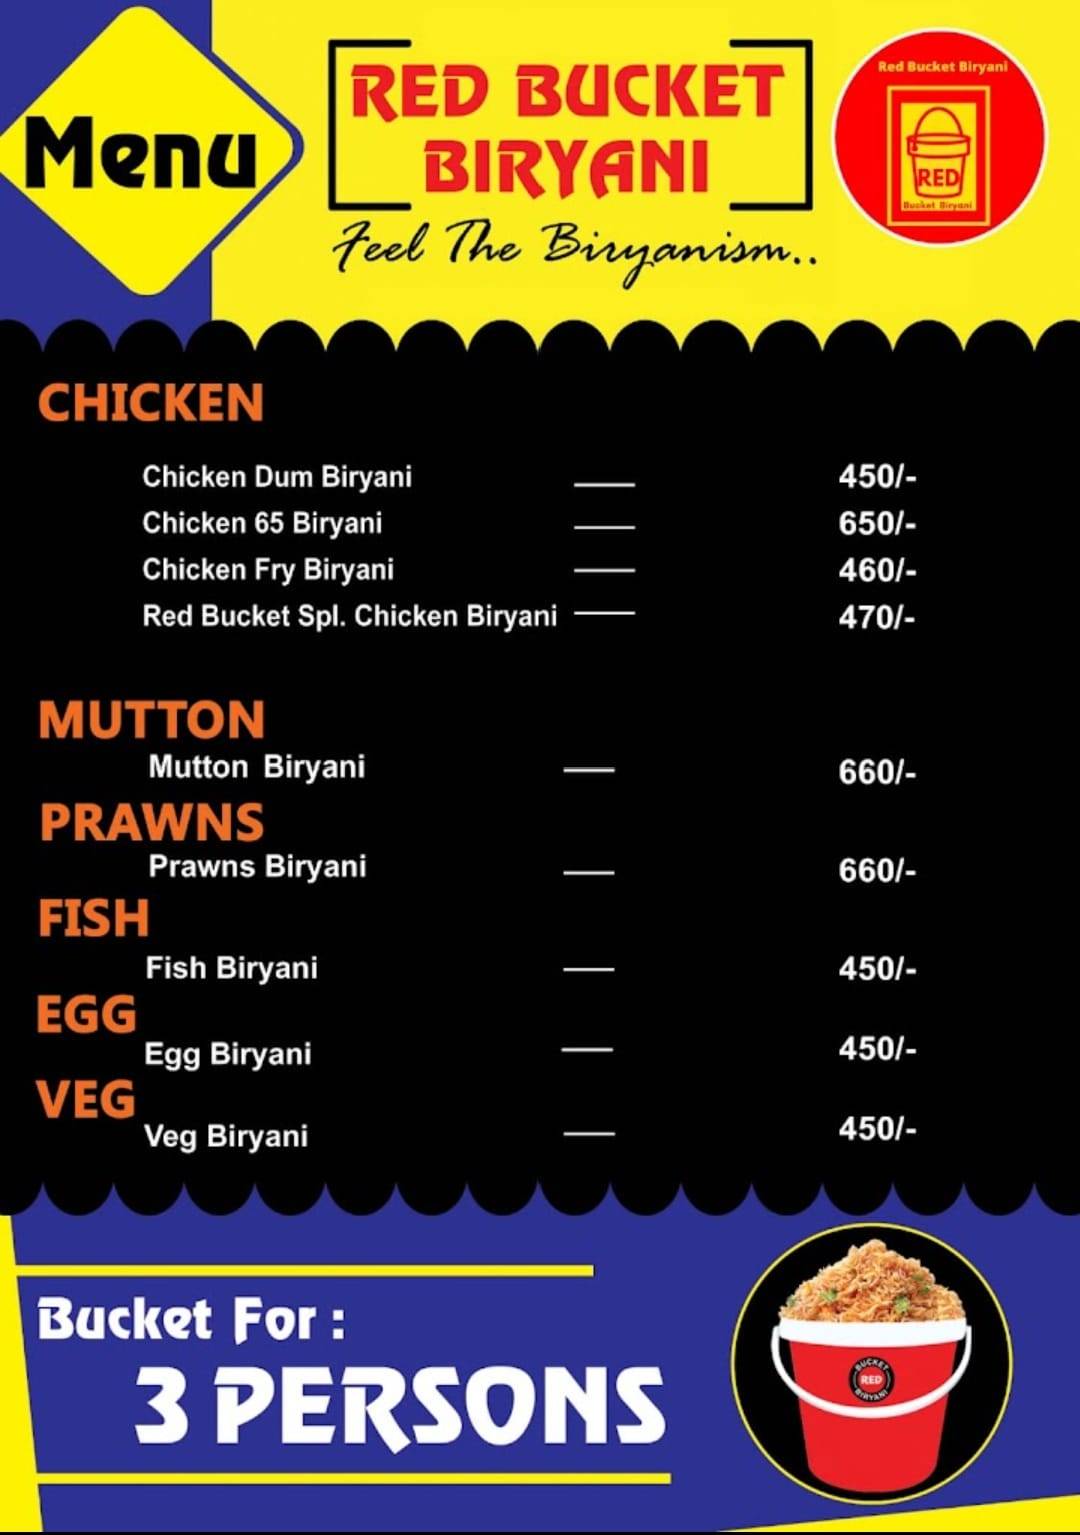 Menu
RED BUCKET
BIRYANI
Feel The Biryanism..
Red Bucket Biryani
RED
Bucket Biryani
CHICKEN
Chicken Dum Biryani 450/-
Chicken 65 Biryani 650/-
Chicken Fry Biryani 460/-
Red Bucket Spl. Chicken Biryani 470/-
MUTTON
Mutton Biryani 660/-
PRAWNS
Prawns Biryani 660/-
FISH
Fish Biryani 450/-
EGG
Egg Biryani 450/-
VEG
Veg Biryani 450/-
Bucket For :
3 PERSONS
BUCKET
RED
BIRYANI